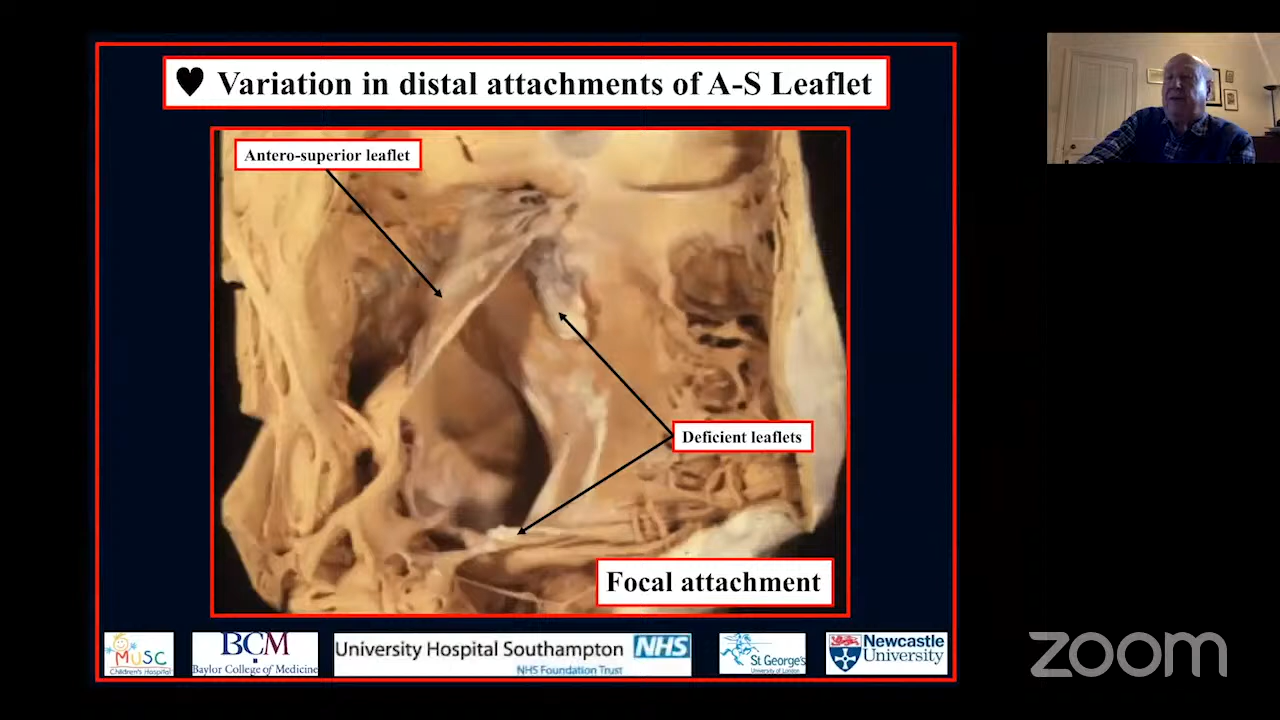 ♥ Variation in distal attachments of A-S Leaflet
Antero-superior leaflet
Deficient leaflets
Focal attachment
MUSC
Children's Hospital
BCM
Baylor College of Medicine
University Hospital Southampton NHS
NHS Foundation Trust
St George's
University of London
Newcastle
University
zoom